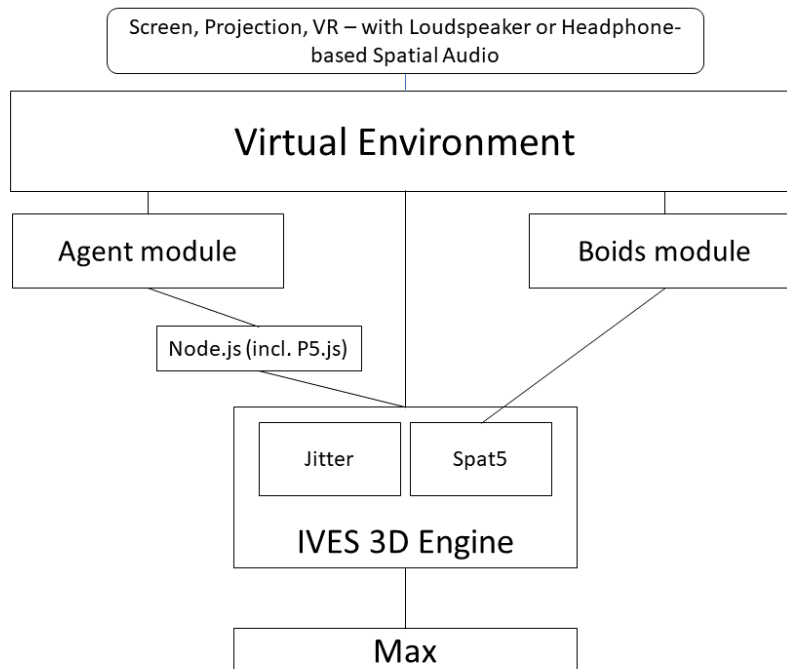 Screen, Projection, VR – with Loudspeaker or Headphone-
based Spatial Audio
Virtual Environment
Agent module
Boids module
Node.js (incl. P5.js)
Jitter
Spat5
IVES 3D Engine
Max